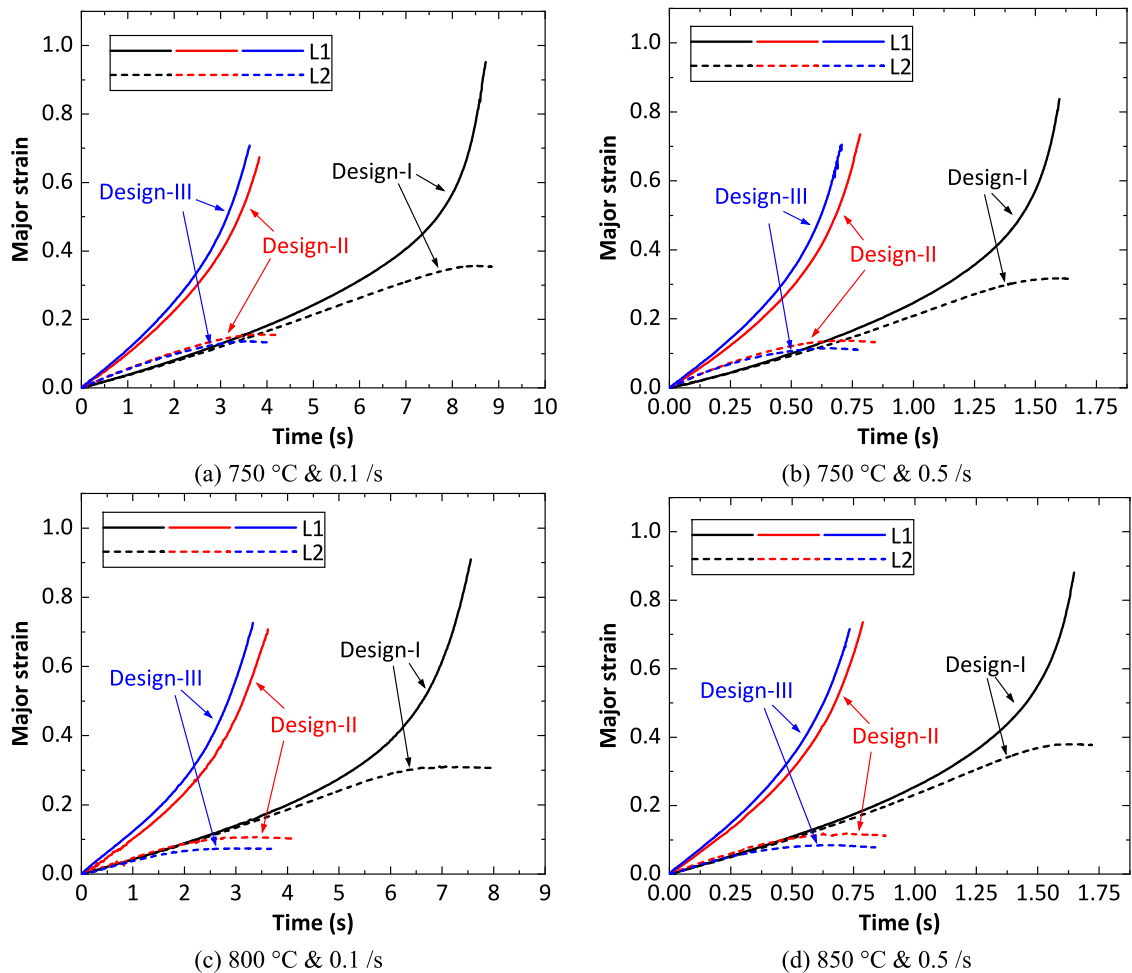 L1
L2
Design-I
Design-III
Design-II
Major strain
0.0
0.2
0.4
0.6
0.8
1.0
0 1 2 3 4 5 6 7 8 9 10
Time (s)
(a) 750 °C & 0.1 /s
L1
L2
Design-I
Design-III
Design-II
Major strain
0.0
0.2
0.4
0.6
0.8
1.0
0.00 0.25 0.50 0.75 1.00 1.25 1.50 1.75
Time (s)
(b) 750 °C & 0.5 /s
L1
L2
Design-I
Design-III
Design-II
Major strain
0.0
0.2
0.4
0.6
0.8
1.0
0 1 2 3 4 5 6 7 8 9
Time (s)
(c) 800 °C & 0.1 /s
L1
L2
Design-I
Design-III
Design-II
Major strain
0.0
0.2
0.4
0.6
0.8
1.0
0.00 0.25 0.50 0.75 1.00 1.25 1.50 1.75
Time (s)
(d) 850 °C & 0.5 /s